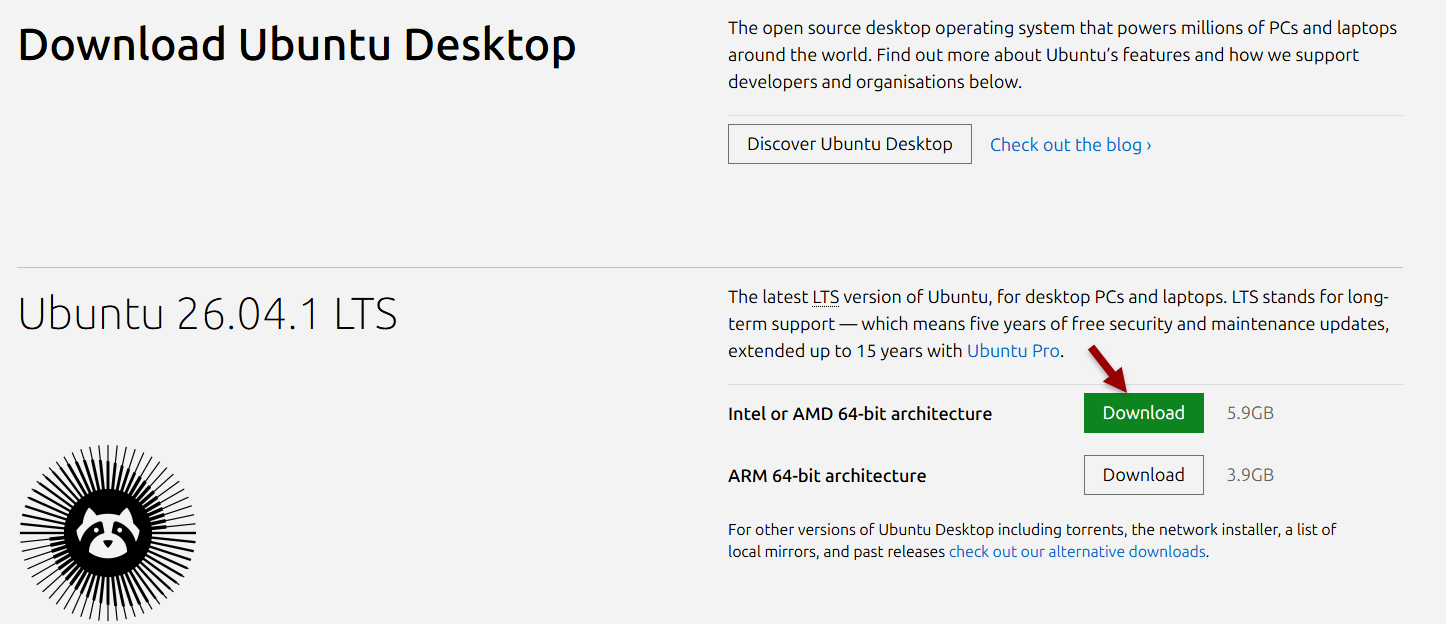 Download Ubuntu Desktop
The open source desktop operating system that powers millions of PCs and laptops
around the world. Find out more about Ubuntu’s features and how we support
developers and organisations below.
Discover Ubuntu Desktop
Check out the blog ›
Ubuntu 26.04.1 LTS
The latest LTS version of Ubuntu, for desktop PCs and laptops. LTS stands for long-
term support — which means five years of free security and maintenance updates,
extended up to 15 years with Ubuntu Pro.
Intel or AMD 64-bit architecture Download 5.9GB
ARM 64-bit architecture Download 3.9GB
For other versions of Ubuntu Desktop including torrents, the network installer, a list of
local mirrors, and past releases check out our alternative downloads.